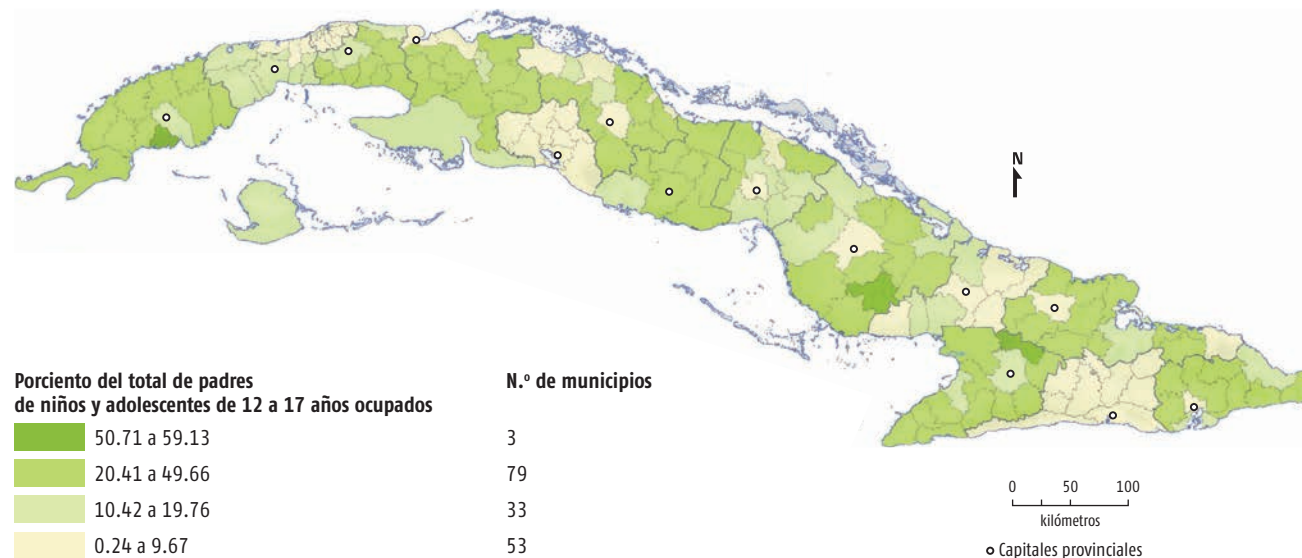 N
Porciento del total de padres
de niños y adolescentes de 12 a 17 años ocupados
N.º de municipios
50.71 a 59.13 3
20.41 a 49.66 79
10.42 a 19.76 33
0.24 a 9.67 53
0 50 100
kilómetros
Capitales provinciales